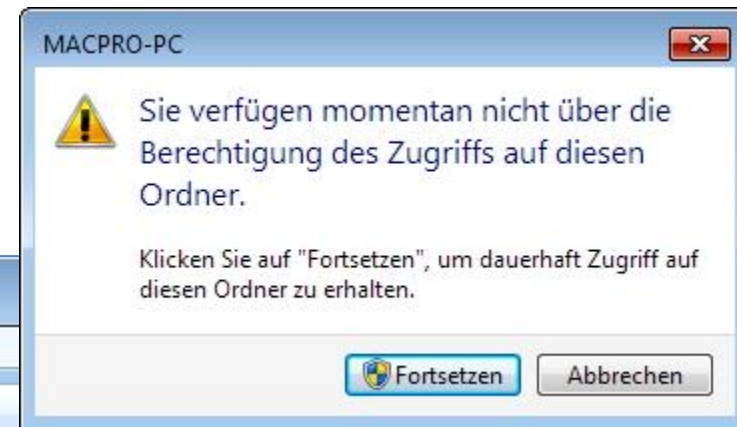 MACPRO-PC
Sie verfügen momentan nicht über die
Berechtigung des Zugriffs auf diesen
Ordner.
Klicken Sie auf "Fortsetzen", um dauerhaft Zugriff auf
diesen Ordner zu erhalten.
Fortsetzen Abbrechen